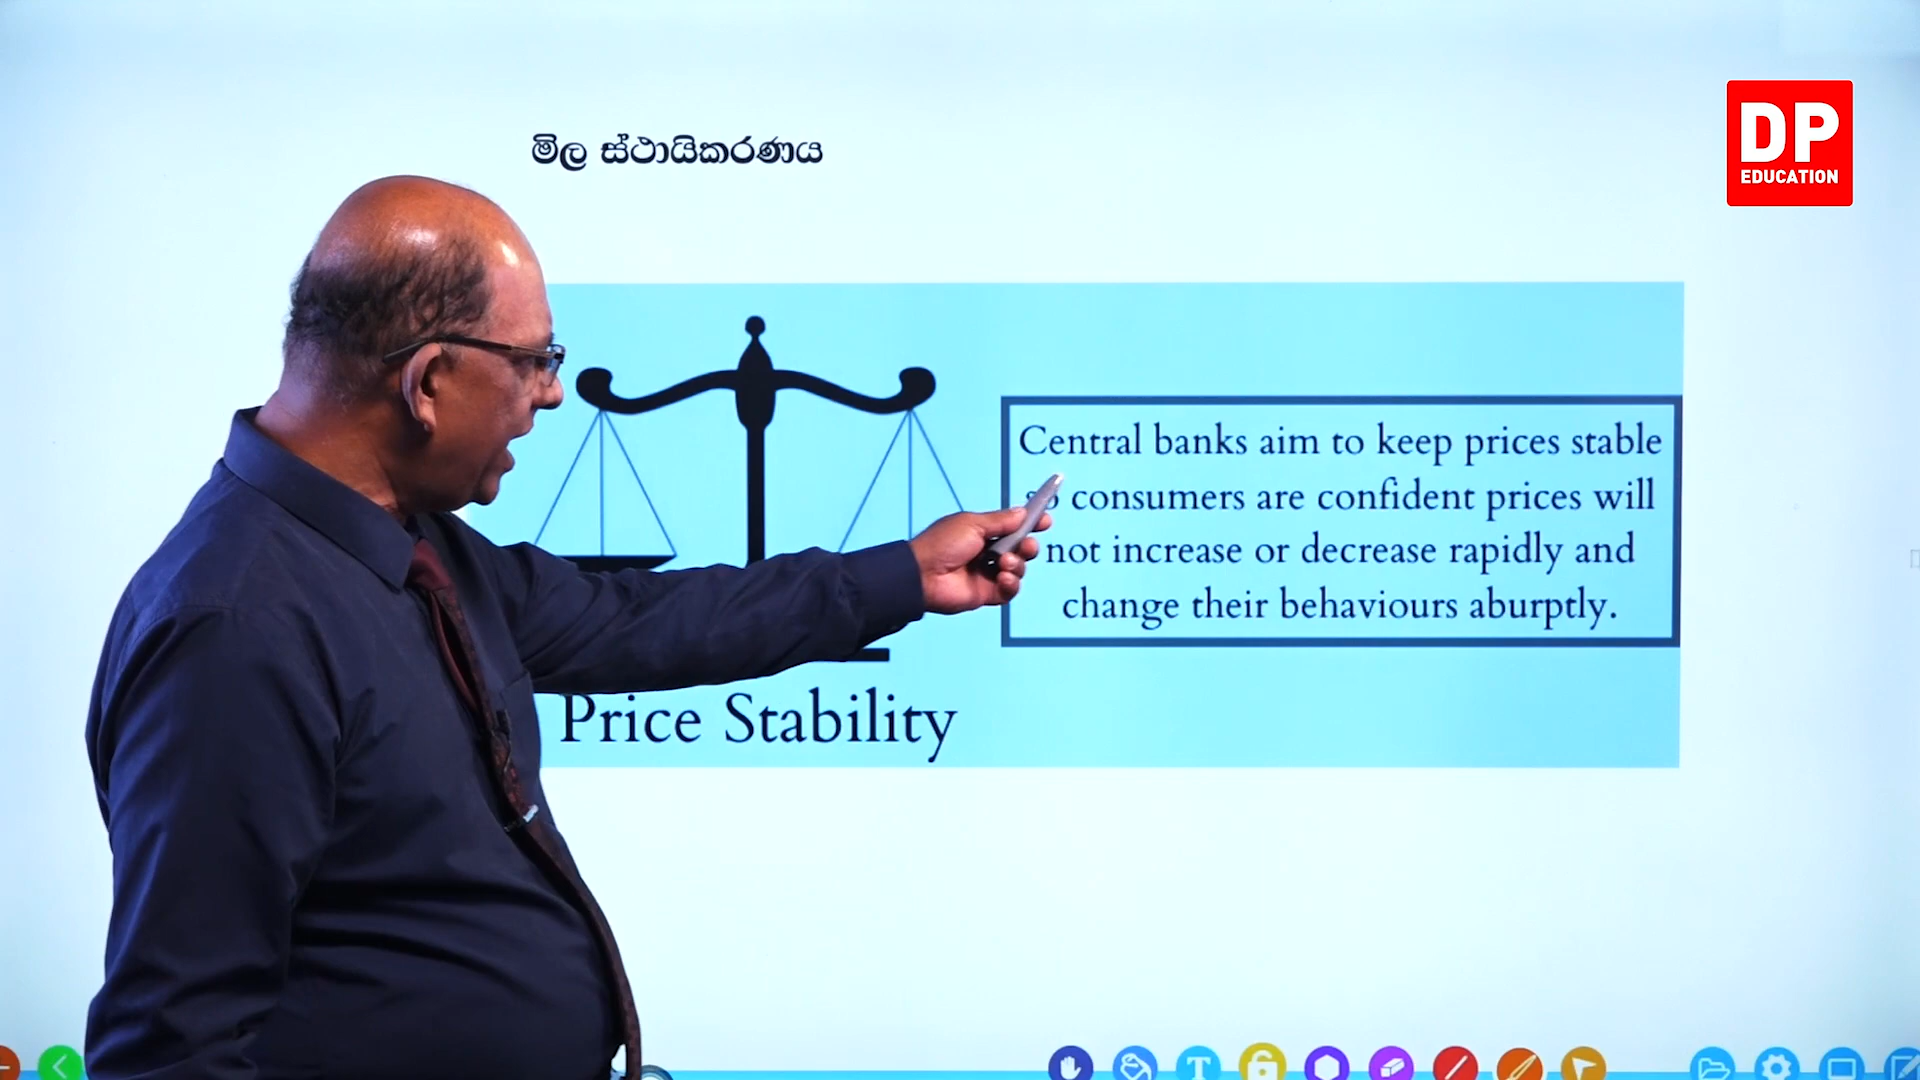 මිල ස්ථායිකරණය
DP
EDUCATION
Central banks aim to keep prices stable
so consumers are confident prices will
not increase or decrease rapidly and
change their behaviours aburptly.
Price Stability